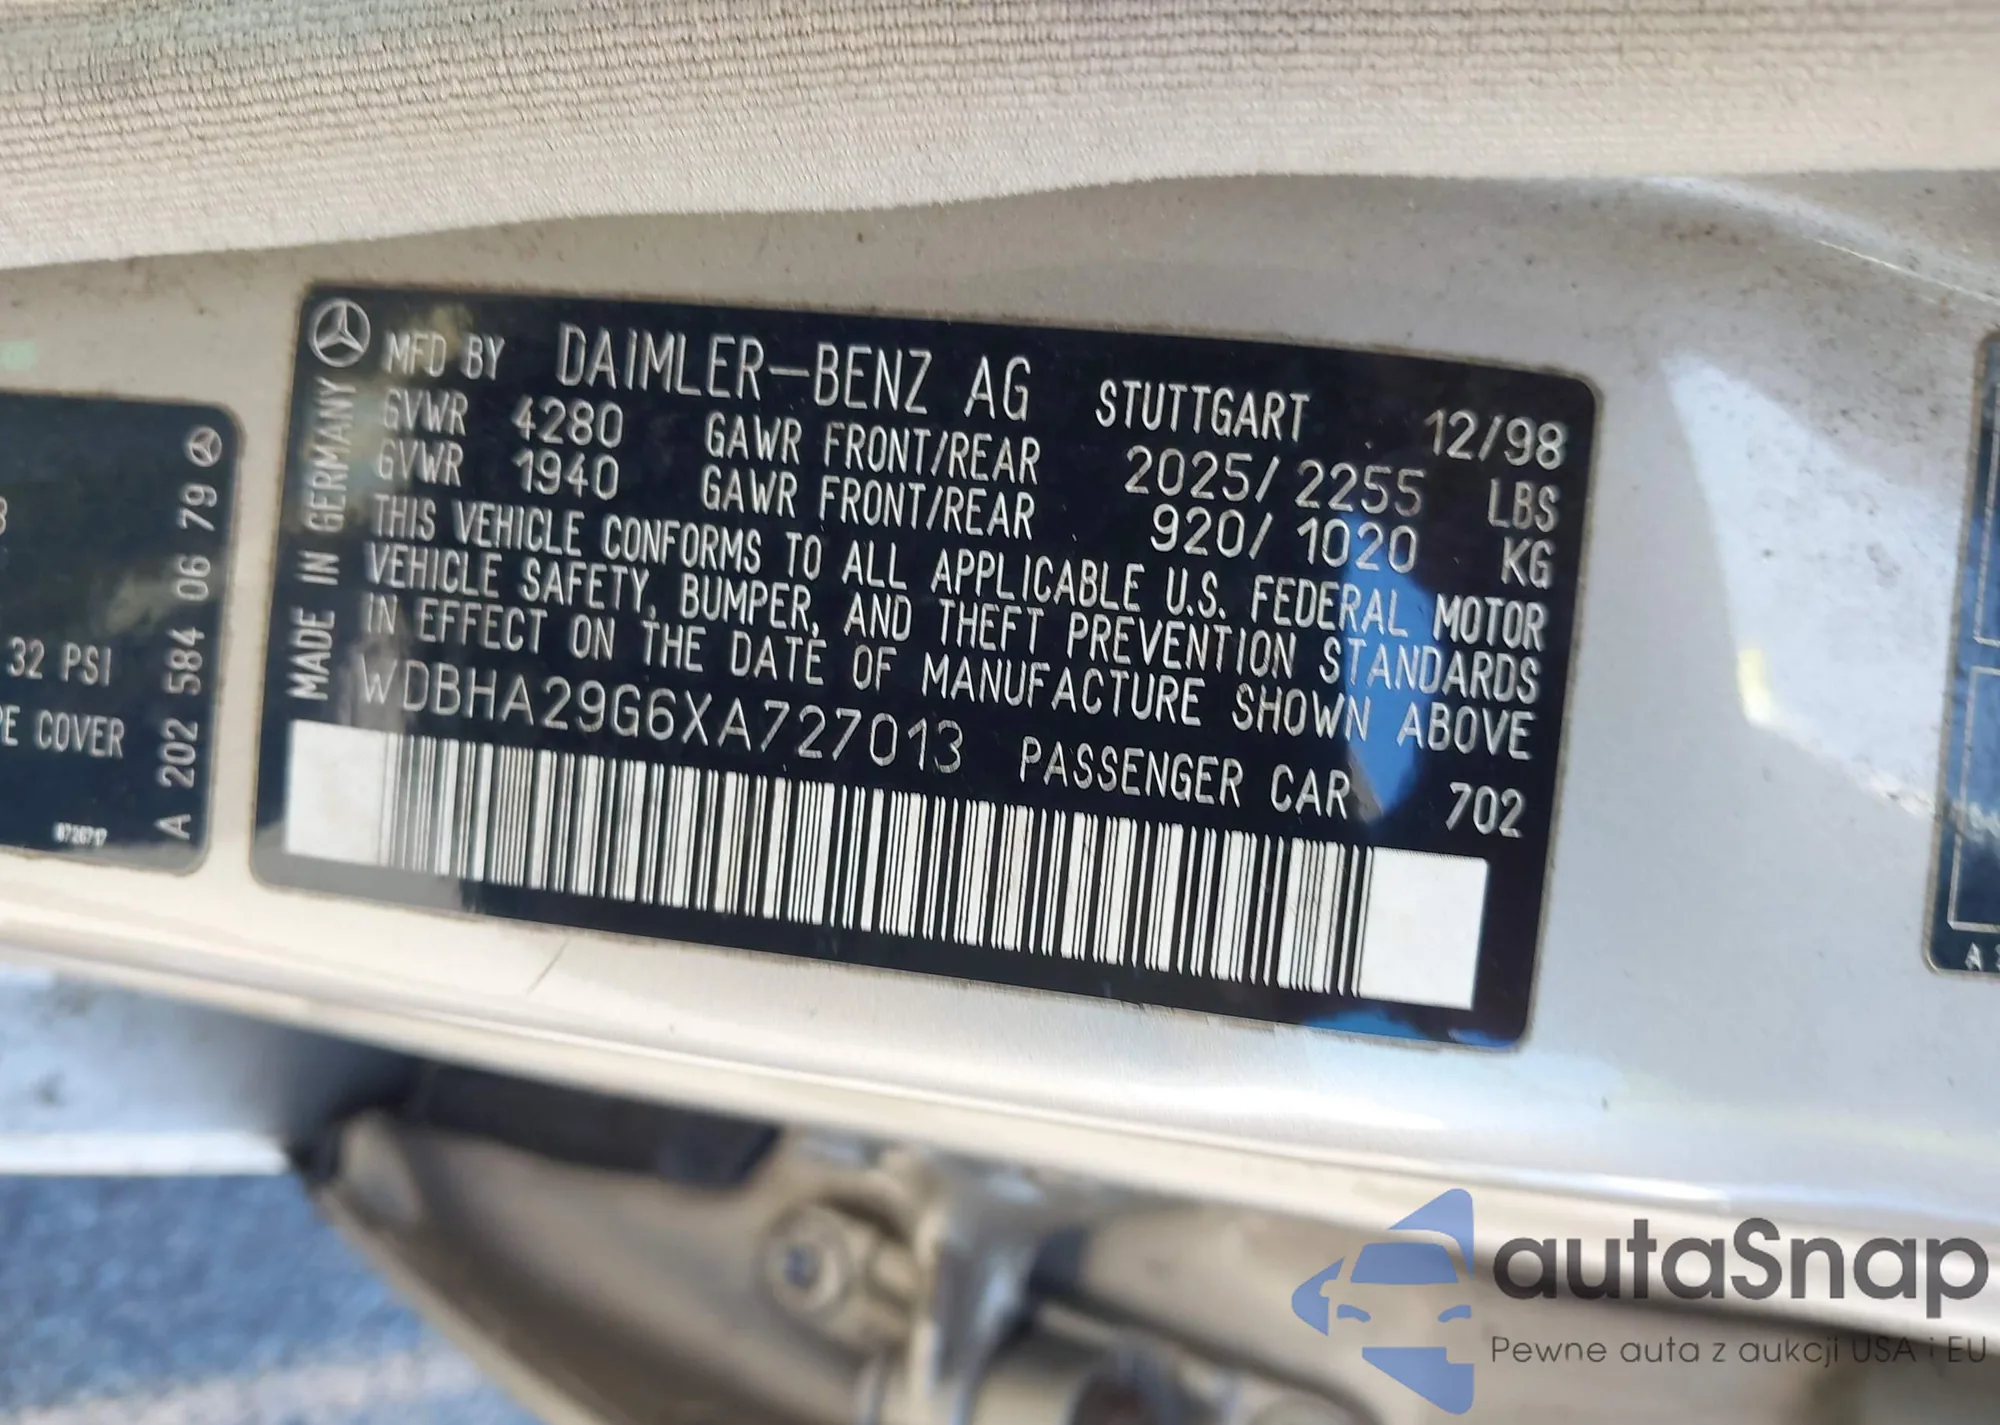 MFD BY DAIMLER-BENZ AG STUTTGART 12/98
GVWR 4280 GAWR FRONT/REAR 2025/2255 LBS
GVWR 1940 GAWR FRONT/REAR 920/1020 KG
THIS VEHICLE CONFORMS TO ALL APPLICABLE U.S. FEDERAL MOTOR
VEHICLE SAFETY, BUMPER, AND THEFT PREVENTION STANDARDS
IN EFFECT ON THE DATE OF MANUFACTURE SHOWN ABOVE
WDBHA29G6XA727013 PASSENGER CAR 702
MADE IN GERMANY
32 PSI
COVER
A 202 584 06 79
autaSnap
Pewne auta z aukcji USA i EU